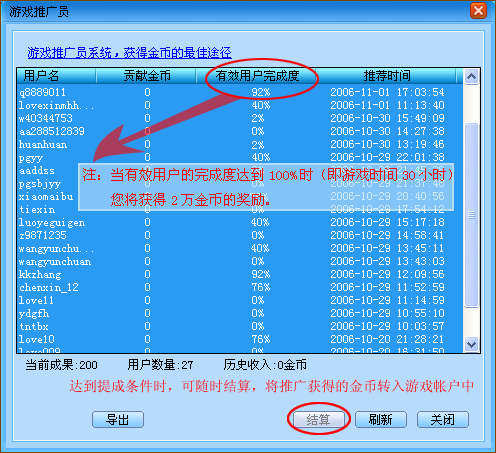 游戏推广员
游戏推广员系统，获得金币的最佳途径
用户名 贡献金币 有效用户完成度 推荐时间
q8889011 0 92% 2006-11-01 17:03:54
lovexinmhh... 0 40% 2006-11-01 11:13:40
w40344753 0 2% 2006-10-30 15:49:09
aa288512839 0 0% 2006-10-30 14:27:38
huanhuan 0 2% 2006-10-30 13:19:46
pgyy 0 40% 2006-10-29 22:01:38
aaddss
注：当有效用户的完成度达到 100%时（即游戏时间 30 小时）
pgsbjyy
xiaomaibu 2006-10-29 20:40:56
您将获得 2 万金币的奖励。
tiexin 0 0% 2006-10-29 17:54:12
luoyeguigen 0 40% 2006-10-29 15:17:18
z9871235 0 0% 2006-10-29 14:58:41
wangyunchu... 0 40% 2006-10-29 13:45:11
wangyunchuan 0 0% 2006-10-29 13:43:03
kkzhang 0 92% 2006-10-29 12:09:56
chenxin_12 0 76% 2006-10-29 11:52:59
love11 0 0% 2006-10-29 11:14:59
ydgfh 0 0% 2006-10-29 10:55:10
tntbx 0 0% 2006-10-29 10:03:57
love10 0 76% 2006-10-20 21:28:21
love009 0 0% 2006-10-20 16:31:50
当前成果:200 用户数量:27 历史收入:0金币
达到提成条件时，可随时结算，将推广获得的金币转入游戏帐户中
导出 结算 刷新 关闭